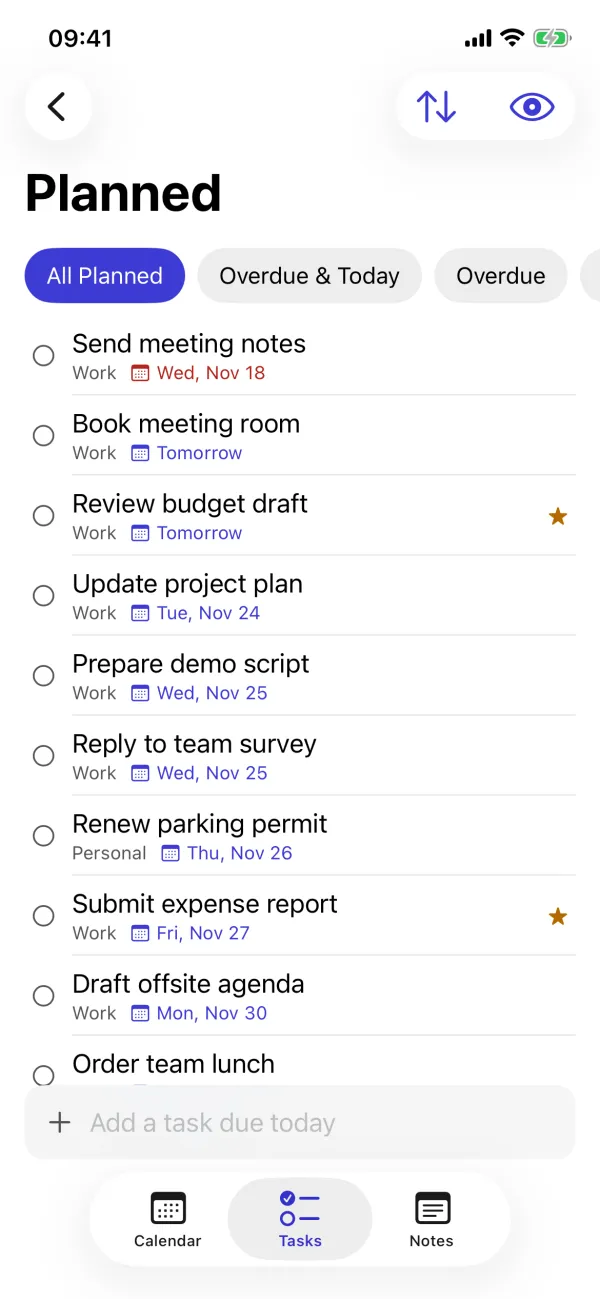 09:41
Planned
All Planned
Overdue & Today
Overdue
Send meeting notes
Work Wed, Nov 18
Book meeting room
Work Tomorrow
Review budget draft
Work Tomorrow
Update project plan
Work Tue, Nov 24
Prepare demo script
Work Wed, Nov 25
Reply to team survey
Work Wed, Nov 25
Renew parking permit
Personal Thu, Nov 26
Submit expense report
Work Fri, Nov 27
Draft offsite agenda
Work Mon, Nov 30
Order team lunch
Add a task due today
Calendar
Tasks
Notes